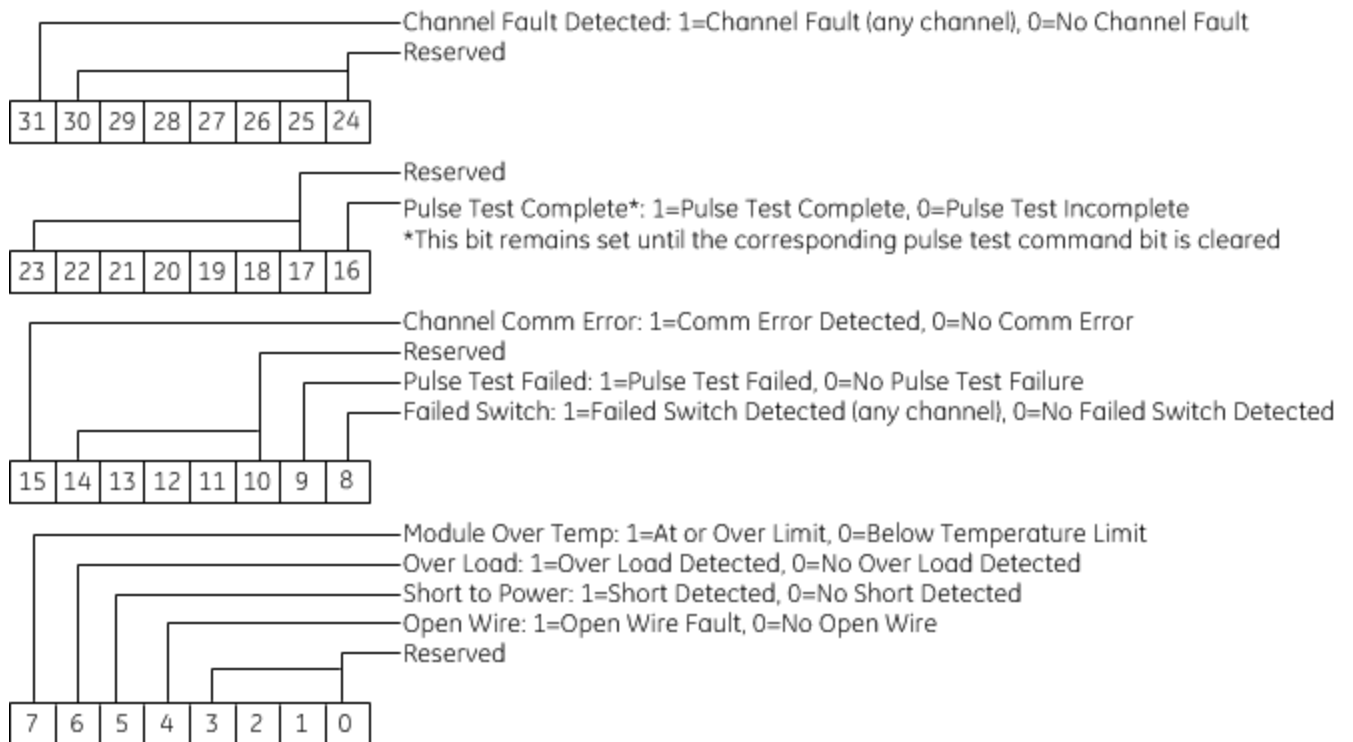 Channel Fault Detected: 1=Channel Fault (any channel), 0=No Channel Fault
Reserved
31 30 29 28 27 26 25 24
Reserved
Pulse Test Complete*: 1=Pulse Test Complete, 0=Pulse Test Incomplete
*This bit remains set until the corresponding pulse test command bit is cleared
23 22 21 20 19 18 17 16
Channel Comm Error: 1=Comm Error Detected, 0=No Comm Error
Reserved
Pulse Test Failed: 1=Pulse Test Failed, 0=No Pulse Test Failure
Failed Switch: 1=Failed Switch Detected (any channel), 0=No Failed Switch Detected
15 14 13 12 11 10 9 8
Module Over Temp: 1=At or Over Limit, 0=Below Temperature Limit
Over Load: 1=Over Load Detected, 0=No Over Load Detected
Short to Power: 1=Short Detected, 0=No Short Detected
Open Wire: 1=Open Wire Fault, 0=No Open Wire
Reserved
7 6 5 4 3 2 1 0